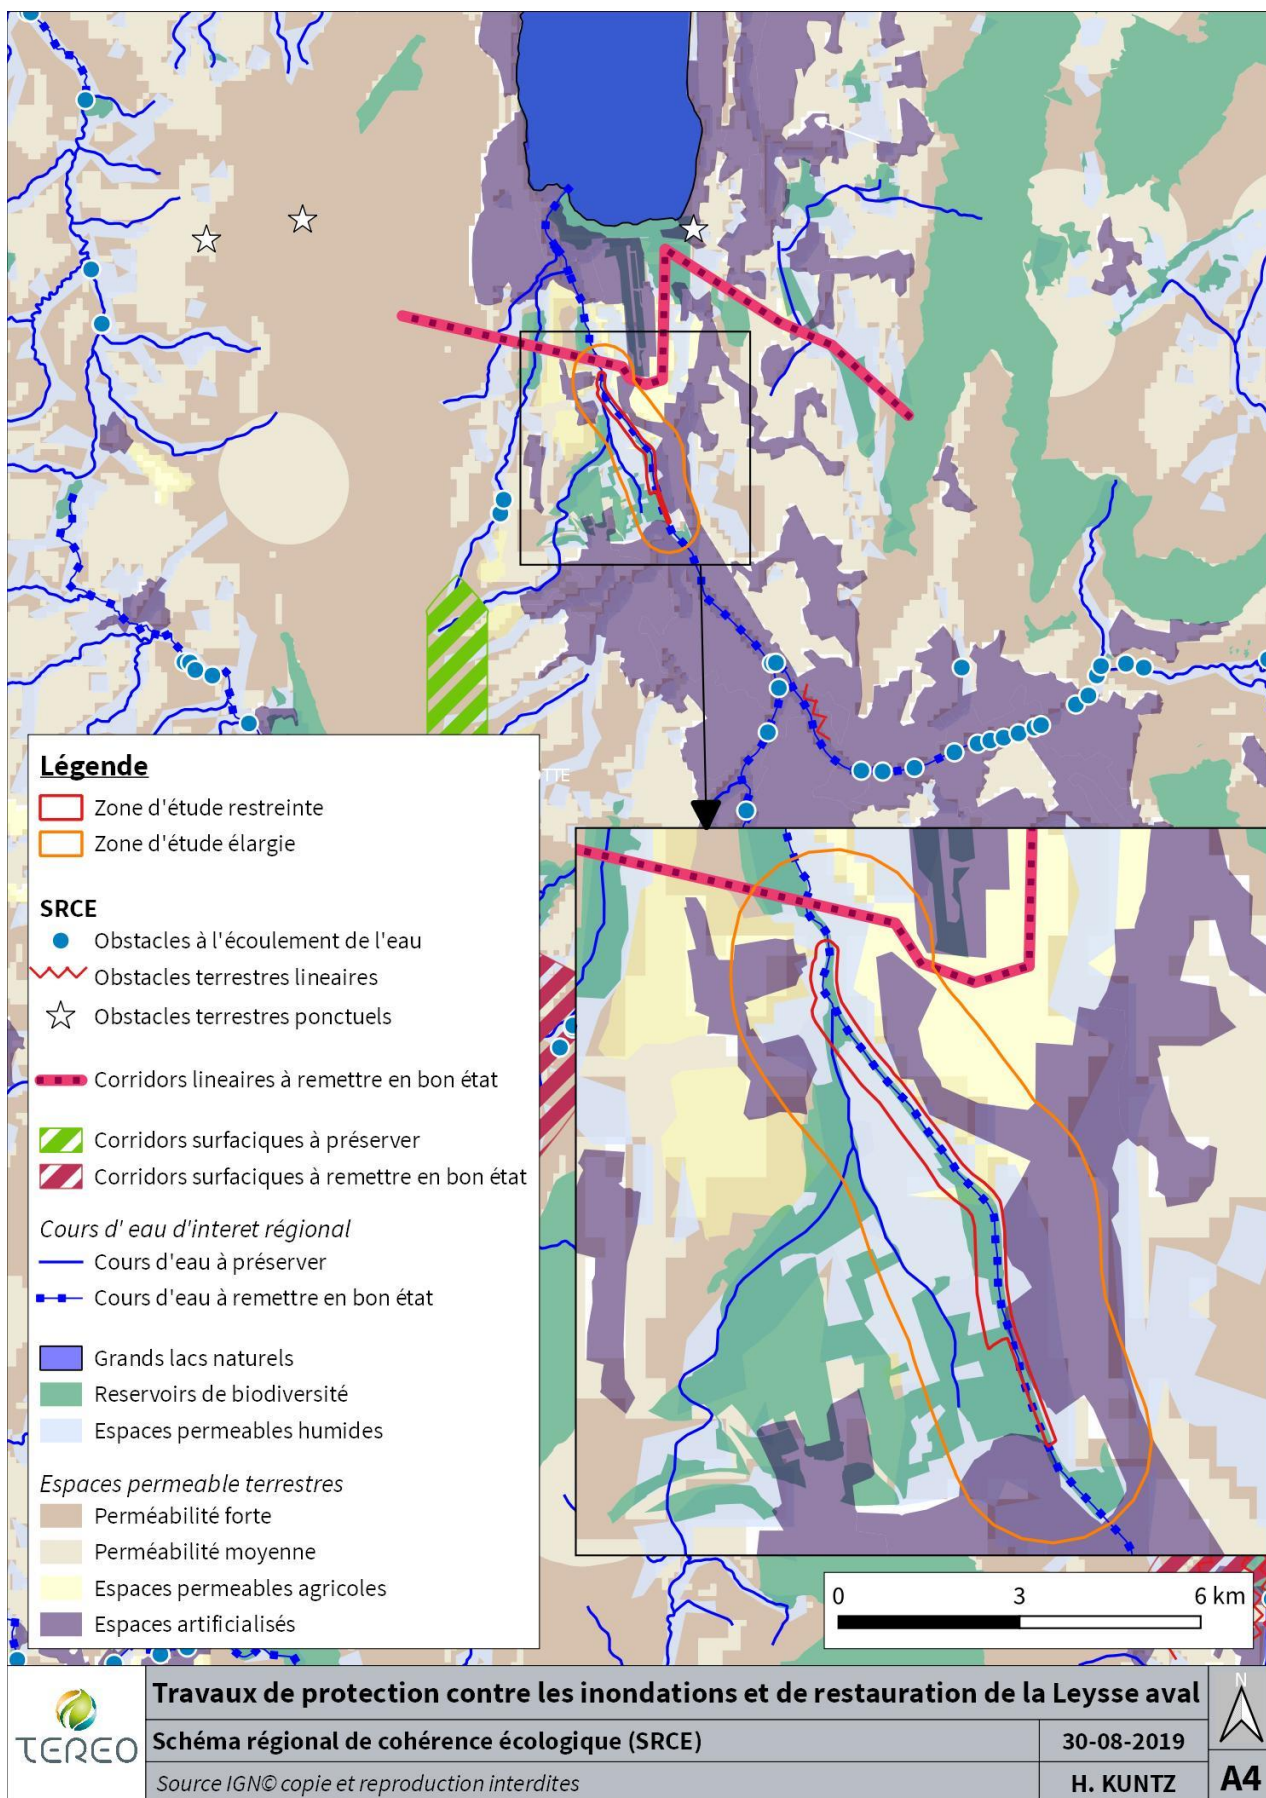 TTE
Légende
Zone d'étude restreinte
Zone d'étude élargie
SRCE
Obstacles à l'écoulement de l'eau
Obstacles terrestres lineaires
Obstacles terrestres ponctuels
Corridors lineaires à remettre en bon état
Corridors surfaciques à préserver
Corridors surfaciques à remettre en bon état
Cours d' eau d'interet régional
Cours d'eau à préserver
Cours d'eau à remettre en bon état
Grands lacs naturels
Reservoirs de biodiversité
Espaces permeables humides
Espaces permeable terrestres
Perméabilité forte
Perméabilité moyenne
Espaces permeables agricoles
Espaces artificialisés
0 3 6 km
TEREO
Travaux de protection contre les inondations et de restauration de la Leysse aval
Schéma régional de cohérence écologique (SRCE)
30-08-2019
Source IGN© copie et reproduction interdites
H. KUNTZ
N
A4